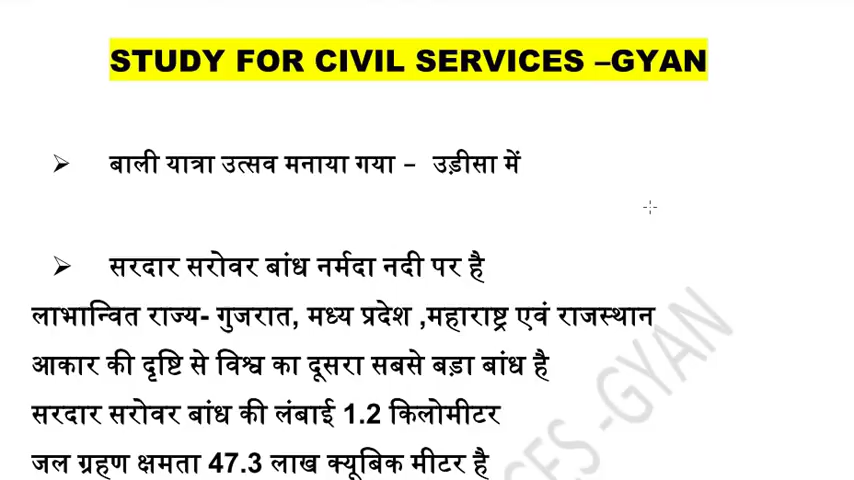 STUDY FOR CIVIL SERVICES –GYAN
➢ बाली यात्रा उत्सव मनाया गया – उड़ीसा में
➢ सरदार सरोवर बांध नर्मदा नदी पर है
लाभान्वित राज्य- गुजरात, मध्य प्रदेश ,महाराष्ट्र एवं राजस्थान
आकार की दृष्टि से विश्व का दूसरा सबसे बड़ा बांध है
सरदार सरोवर बांध की लंबाई 1.2 किलोमीटर
जल ग्रहण क्षमता 47.3 लाख क्यूबिक मीटर है
CES-GYAN